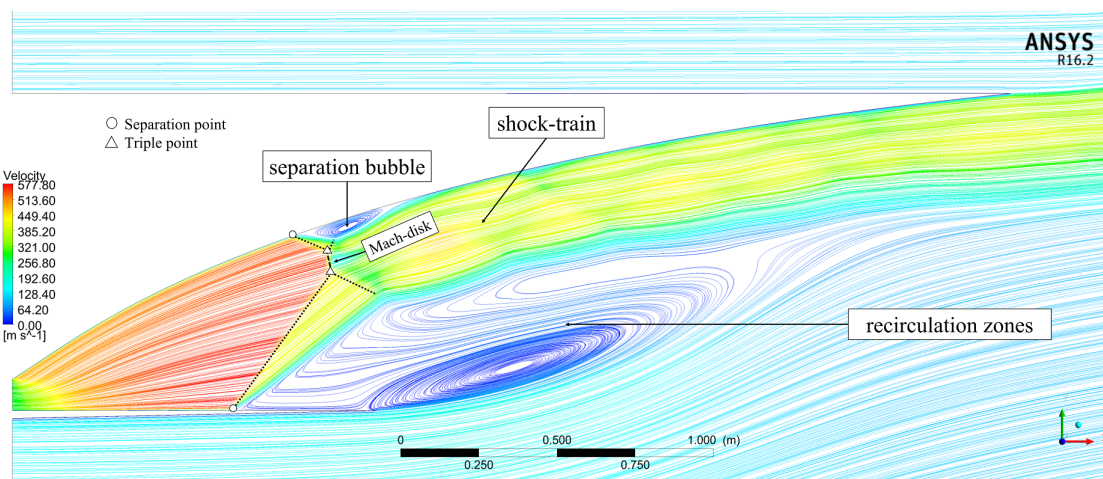 ANSYS
R16.2
Separation point
Triple point
shock-train
separation bubble
Mach-disk
recirculation zones
Velocity
577.80
513.60
449.40
385.20
321.00
256.80
192.60
128.40
64.20
0.00
[m s^-1]
0 0.500 1.000 (m)
0.250 0.750